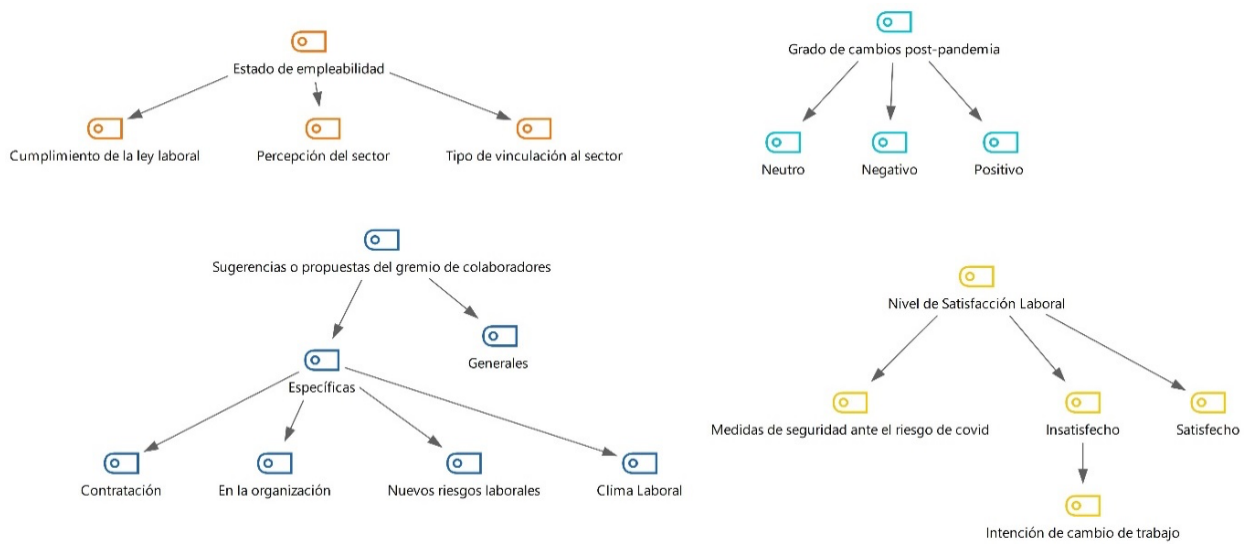 Estado de empleabilidad
Cumplimiento de la ley laboral
Percepción del sector
Tipo de vinculación al sector
Grado de cambios post-pandemia
Neutro
Negativo
Positivo
Sugerencias o propuestas del gremio de colaboradores
Generales
Específicas
Contratación
En la organización
Nuevos riesgos laborales
Clima Laboral
Nivel de Satisfacción Laboral
Medidas de seguridad ante el riesgo de covid
Insatisfecho
Satisfecho
Intención de cambio de trabajo